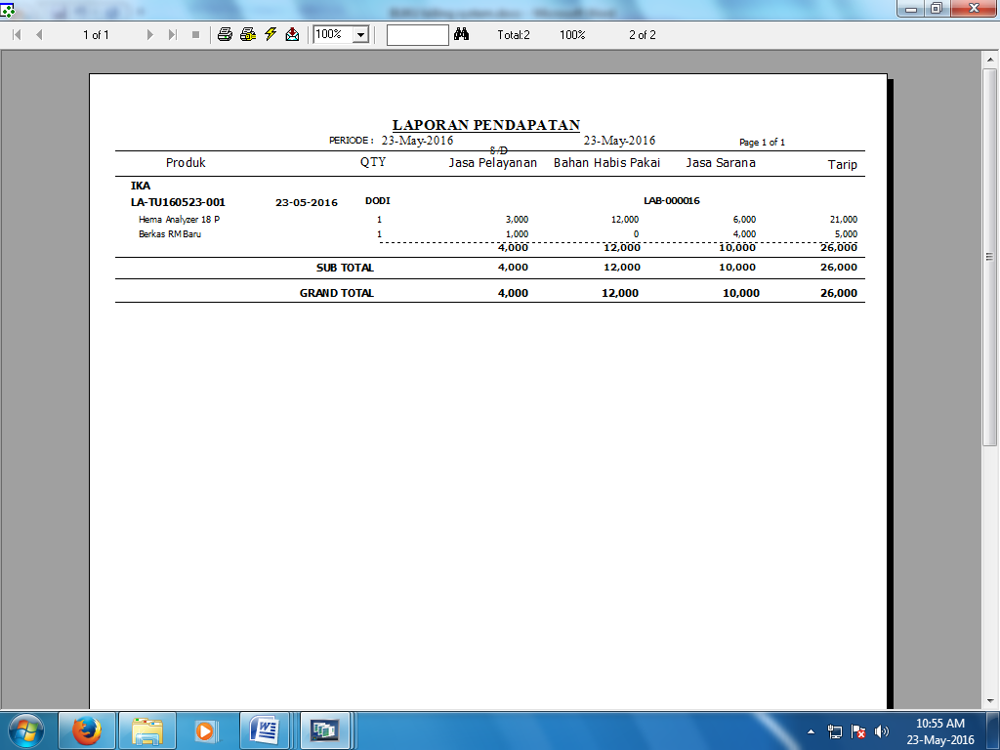 1 of 1 100% Total:2 100% 2 of 2
LAPORAN PENDAPATAN
PERIODE : 23-May-2016 S/D 23-May-2016 Page 1 of 1
Produk QTY Jasa Pelayanan Bahan Habis Pakai Jasa Sarana Tarip
IKA
LA-TU160523-001 23-05-2016 DODI LAB-000016
Hema Analyzer 18 P 1 3,000 12,000 6,000 21,000
Berkas RM Baru 1 1,000 0 4,000 5,000
4,000 12,000 10,000 26,000
SUB TOTAL 4,000 12,000 10,000 26,000
GRAND TOTAL 4,000 12,000 10,000 26,000
10:55 AM
23-May-2016